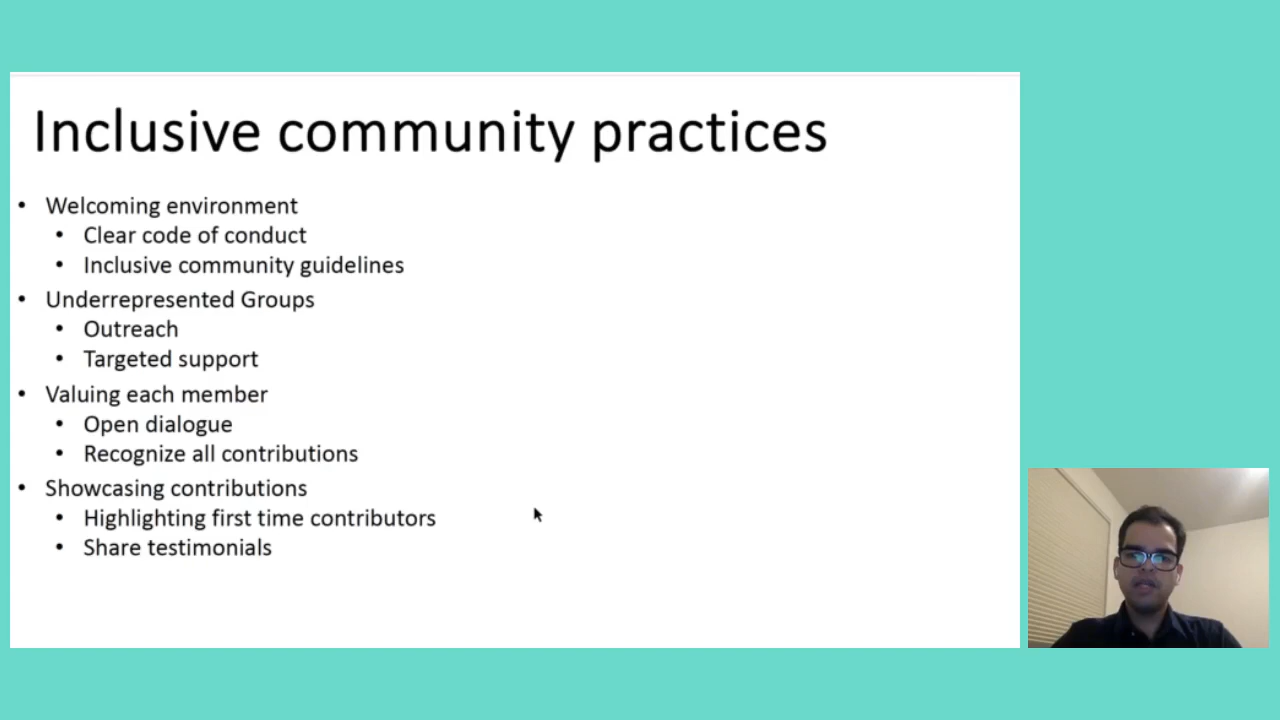 Inclusive community practices
• Welcoming environment
• Clear code of conduct
• Inclusive community guidelines
• Underrepresented Groups
• Outreach
• Targeted support
• Valuing each member
• Open dialogue
• Recognize all contributions
• Showcasing contributions
• Highlighting first time contributors
• Share testimonials